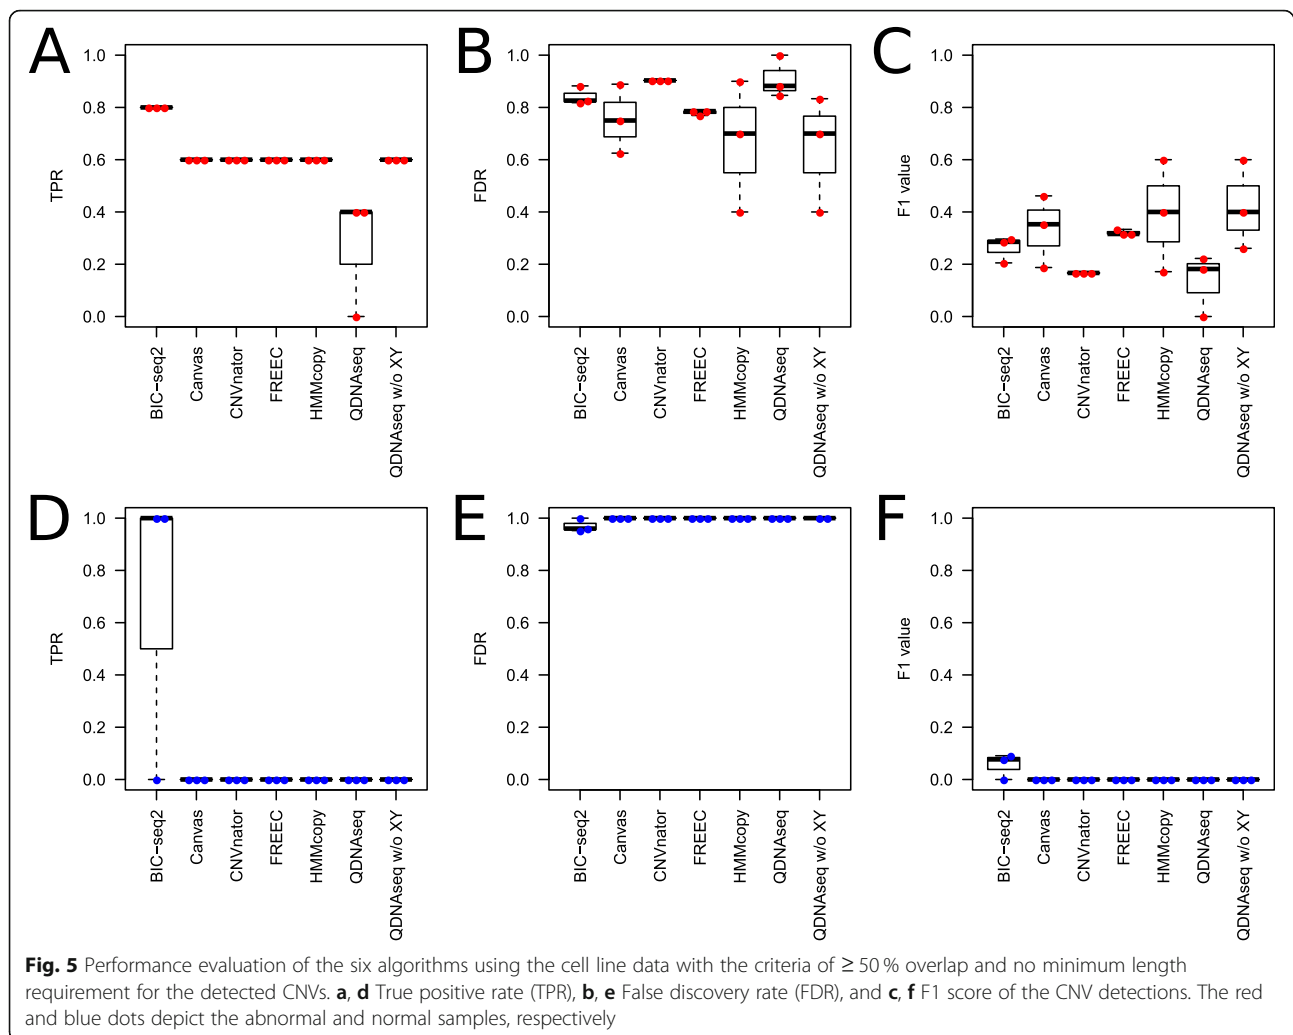 A
TPR
1.0
0.8
0.6
0.4
0.2
0.0
BIC−seq2
Canvas
CNVnator
FREEC
HMMcopy
QDNAseq
QDNAseq w/o XY
B
FDR
1.0
0.8
0.6
0.4
0.2
0.0
BIC−seq2
Canvas
CNVnator
FREEC
HMMcopy
QDNAseq
QDNAseq w/o XY
C
F1 value
1.0
0.8
0.6
0.4
0.2
0.0
BIC−seq2
Canvas
CNVnator
FREEC
HMMcopy
QDNAseq
QDNAseq w/o XY
D
TPR
1.0
0.8
0.6
0.4
0.2
0.0
BIC−seq2
Canvas
CNVnator
FREEC
HMMcopy
QDNAseq
QDNAseq w/o XY
E
FDR
1.0
0.8
0.6
0.4
0.2
0.0
BIC−seq2
Canvas
CNVnator
FREEC
HMMcopy
QDNAseq
QDNAseq w/o XY
F
F1 value
1.0
0.8
0.6
0.4
0.2
0.0
BIC−seq2
Canvas
CNVnator
FREEC
HMMcopy
QDNAseq
QDNAseq w/o XY
Fig. 5 Performance evaluation of the six algorithms using the cell line data with the criteria of ≥ 50 % overlap and no minimum length
requirement for the detected CNVs. a, d True positive rate (TPR), b, e False discovery rate (FDR), and c, f F1 score of the CNV detections. The red
and blue dots depict the abnormal and normal samples, respectively